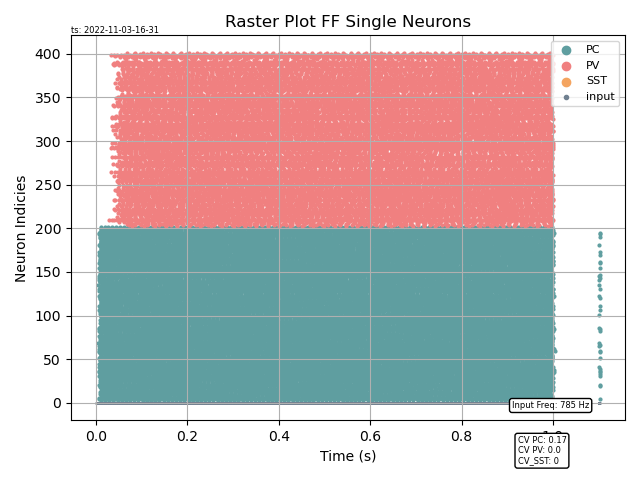 Raster Plot FF Single Neurons
ts: 2022-11-03-16-31
PC
PV
SST
input
400
350
300
250
200
150
100
50
0
Neuron Indicies
Input Freq: 785 Hz
0.0 0.2 0.4 0.6 0.8 1.0
Time (s)
CV PC: 0.17
CV PV: 0.0
CV_SST: 0